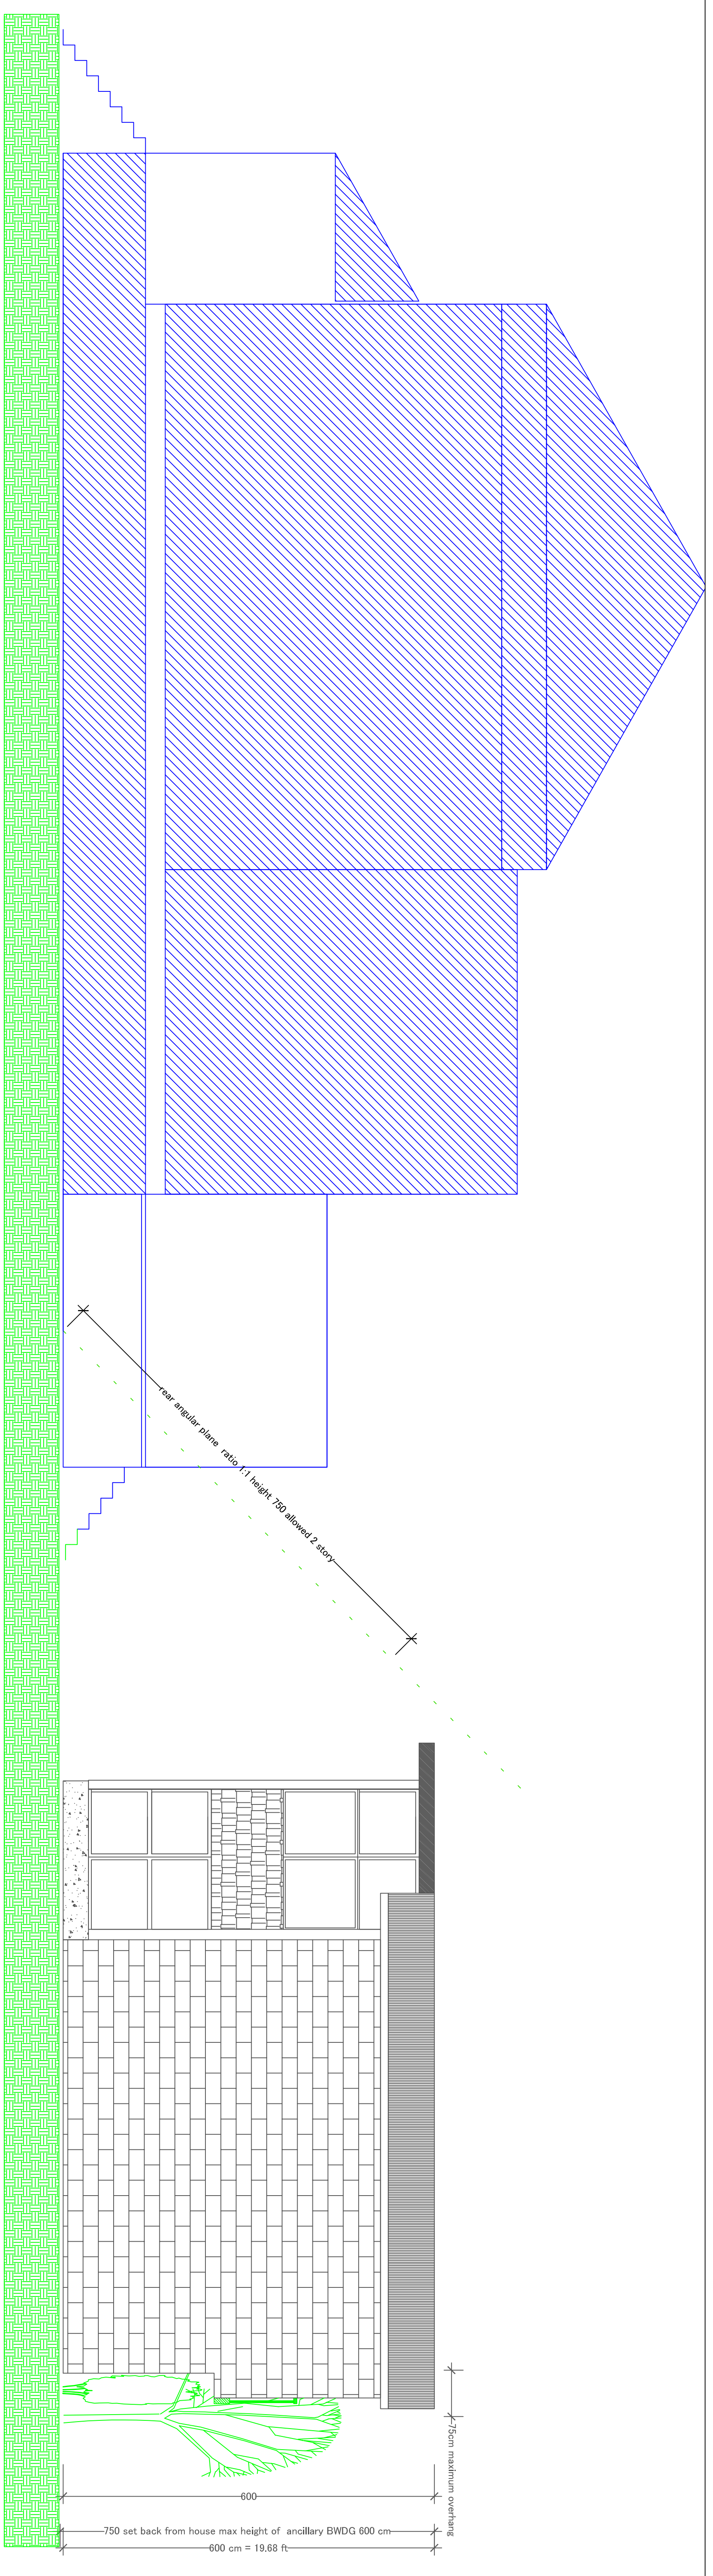 rear angular plane ratio 1:1 height 750 allowed 2 story
75cm maximum overhang
600
750 set back from house max height of ancillary BWDG 600 cm
600 cm = 19,68 ft